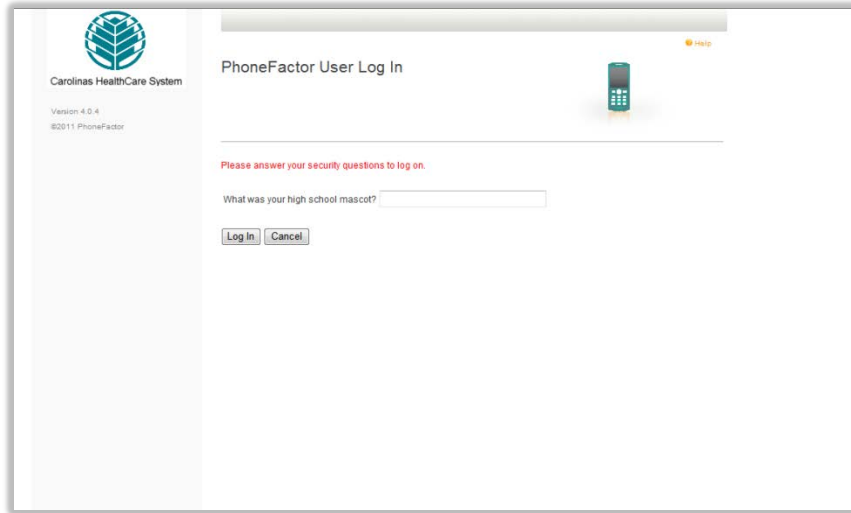 Carolinas HealthCare System
Version 4.0.4
©2011 PhoneFactor
Help
PhoneFactor User Log In
Please answer your security questions to log on.
What was your high school mascot?
Log In Cancel